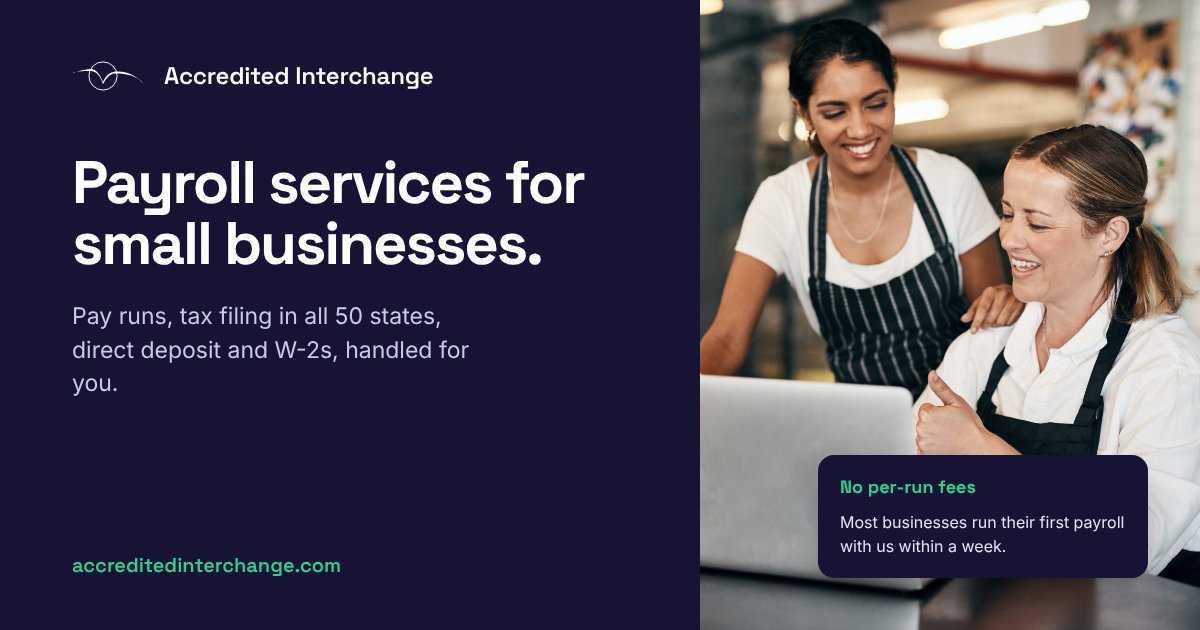 Accredited Interchange
Payroll services for
small businesses.
Pay runs, tax filing in all 50 states,
direct deposit and W-2s, handled for
you.
accreditedinterchange.com
No per-run fees
Most businesses run their first payroll
with us within a week.